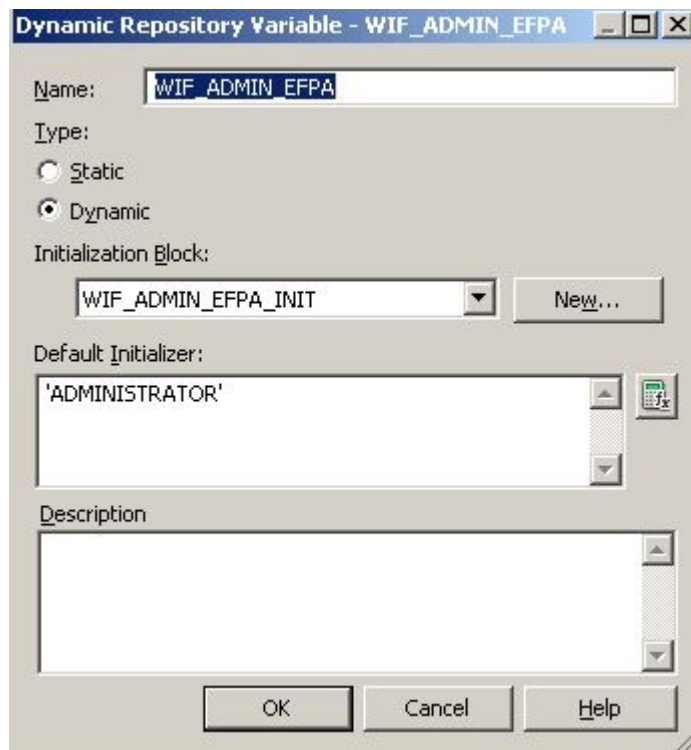 Dynamic Repository Variable - WIF_ADMIN_EFPA
Name: WIF_ADMIN_EFPA
Type:
Static
Dynamic
Initialization Block:
WIF_ADMIN_EFPA_INIT New...
Default Initializer:
'ADMINISTRATOR'
fx
Description
OK Cancel Help